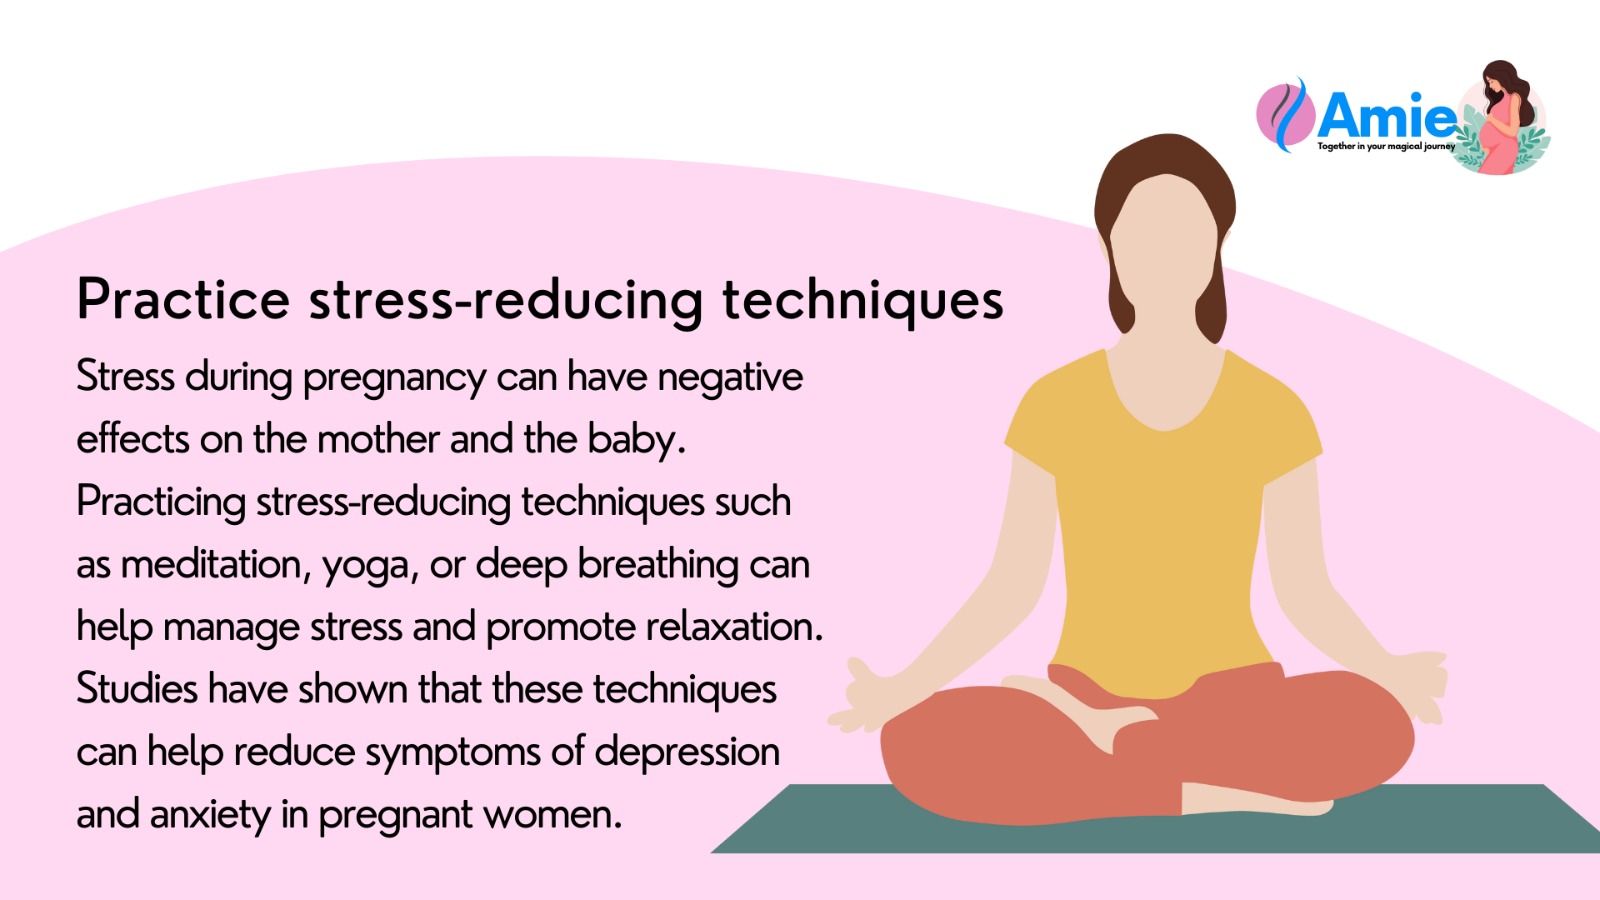 Amie
Together in your magical journey
Practice stress-reducing techniques
Stress during pregnancy can have negative
effects on the mother and the baby.
Practicing stress-reducing techniques such
as meditation, yoga, or deep breathing can
help manage stress and promote relaxation.
Studies have shown that these techniques
can help reduce symptoms of depression
and anxiety in pregnant women.